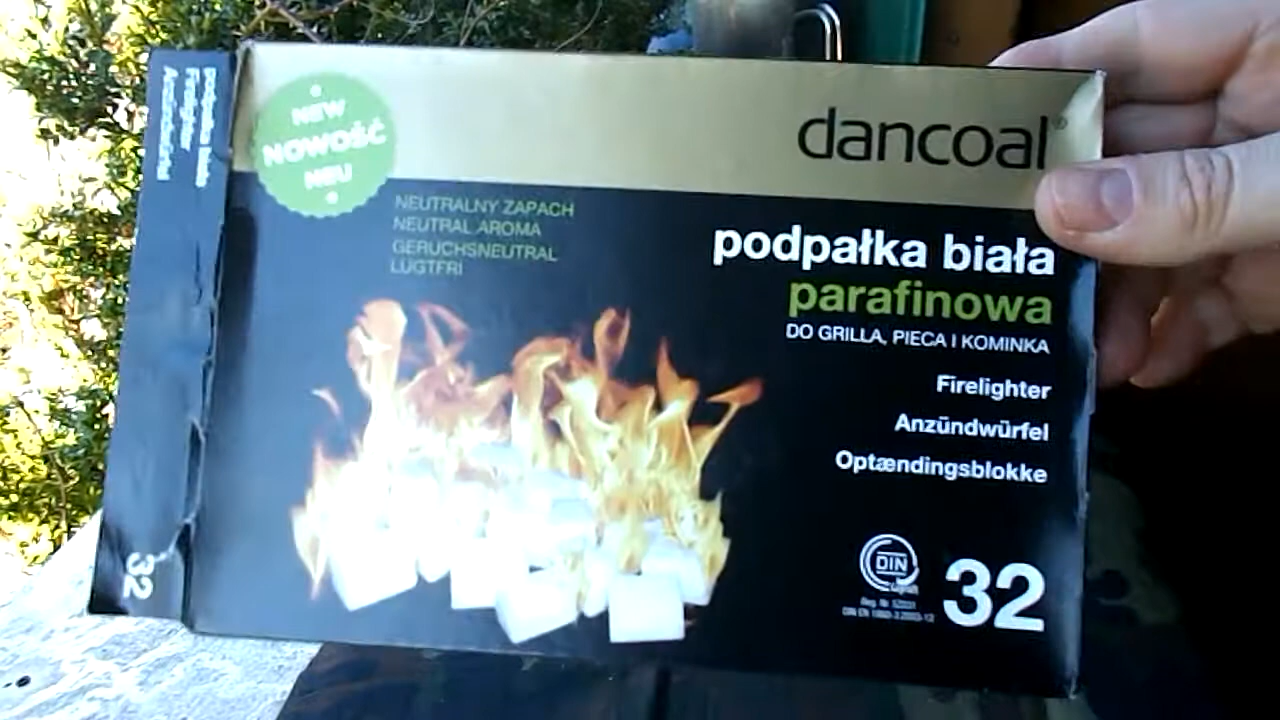 NEW
NOWOŚĆ
NEU
dancoal®
NEUTRALNY ZAPACH
NEUTRAL AROMA
GERUCHSNEUTRAL
LUGTFRI
podpałka biała
parafinowa
DO GRILLA, PIECA I KOMINKA
Firelighter
Anzündwürfel
Optændingsblokke
DIN
32
32